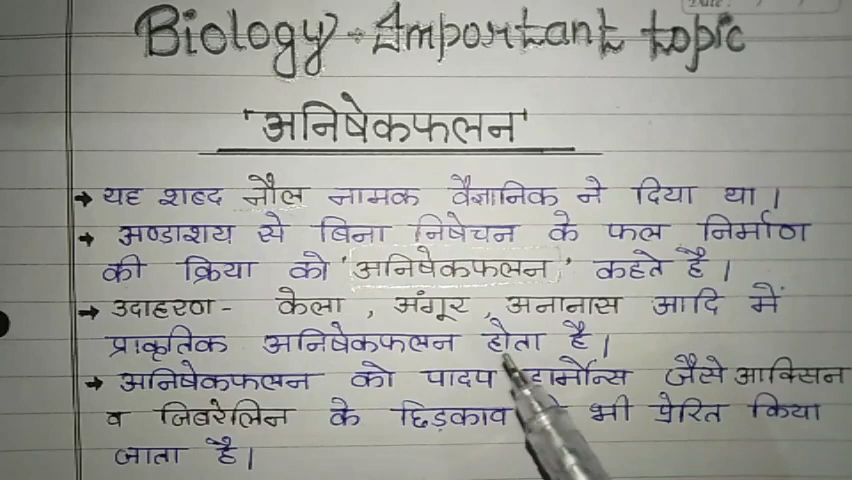 Biology - Important topic
'अनिषेकफलन'
→ यह शब्द नौल नामक वैज्ञानिक ने दिया था।
→ अण्डाशय से बिना निषेचन के फल निर्माण
की क्रिया को 'अनिषेकफलन' कहते है।
→ उदाहरण - केला, अंगूर, अनानास आदि में
प्राकृतिक अनिषेकफलन होता है।
→ अनिषेकफलन को पादप हार्मोन्स जैसे आक्सिन
व जिबरेलिन के छिड़काव भी प्रेरित किया
जाता है।